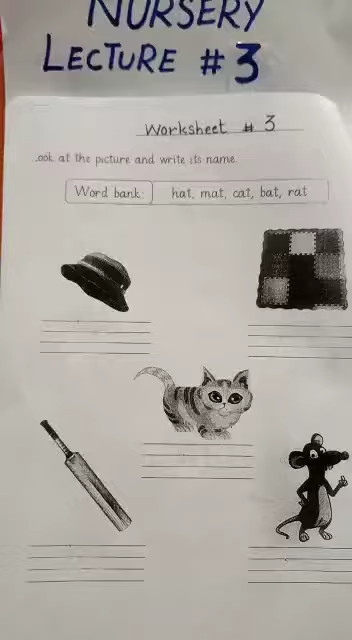 NURSERY
LECTURE # 3
Worksheet # 3
ook at the picture and write its name.
Word bank: hat, mat, cat, bat, rat